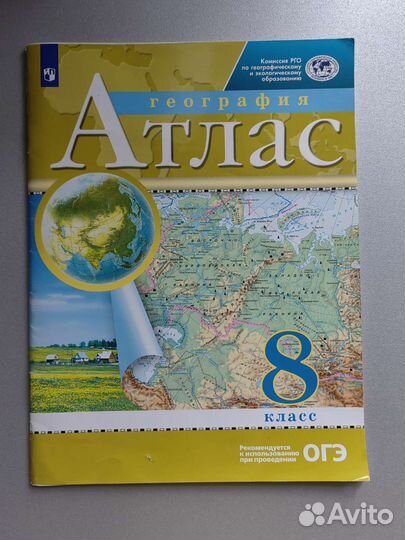 Комиссия РГО
по географическому
и экологическому
образованию
география
Атлас
8
класс
Рекомендуется
к использованию
при проведении
ОГЭ
Avito